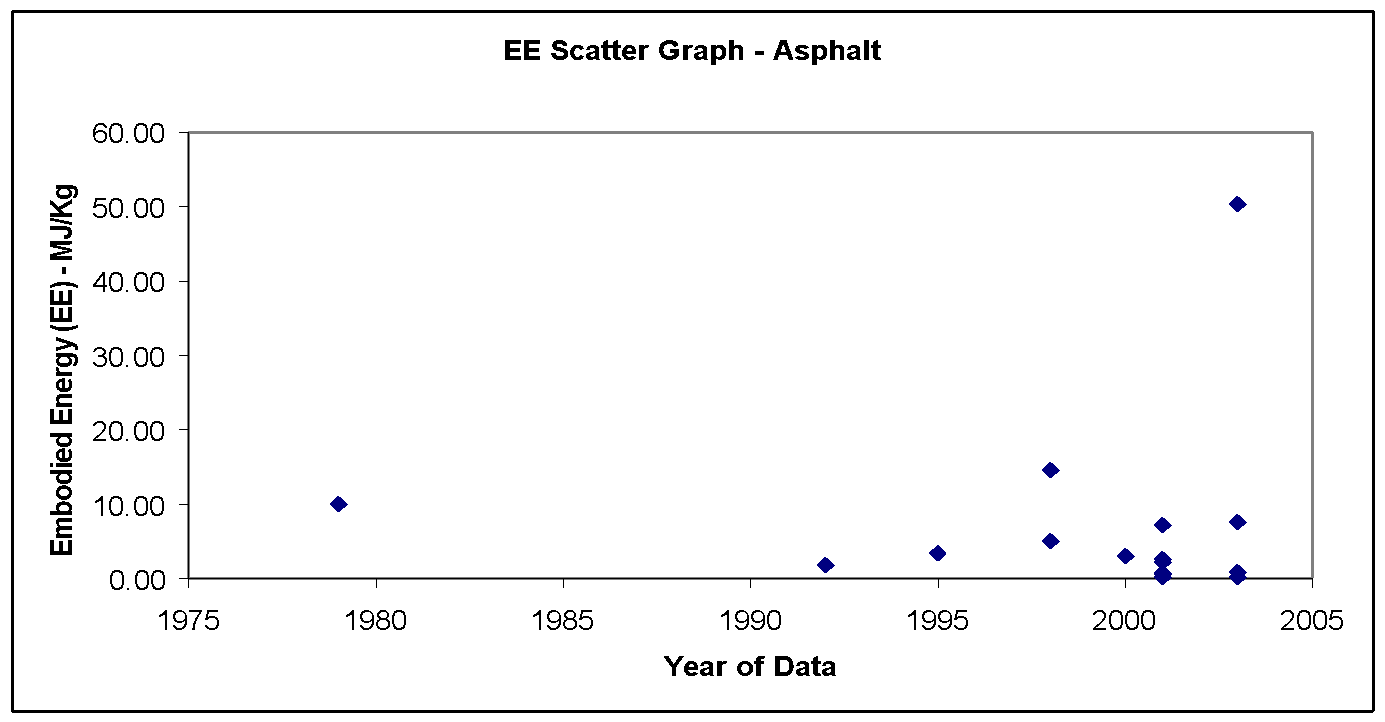 EE Scatter Graph - Asphalt
Embodied Energy (EE) - MJ/Kg
60.00
50.00
40.00
30.00
20.00
10.00
0.00
1975 1980 1985 1990 1995 2000 2005
Year of Data